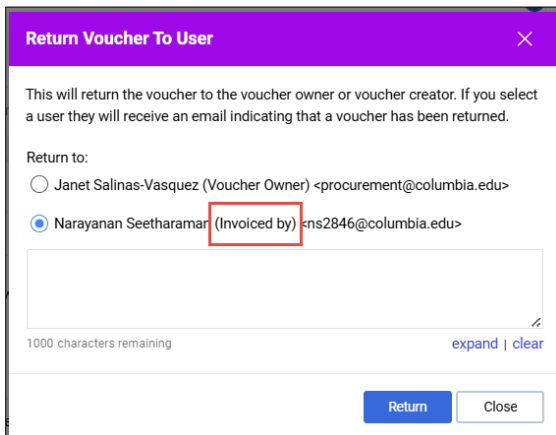 Return Voucher To User
This will return the voucher to the voucher owner or voucher creator. If you select
a user they will receive an email indicating that a voucher has been returned.
Return to:
Janet Salinas-Vasquez (Voucher Owner) <procurement@columbia.edu>
Narayanan Seetharaman (Invoiced by) <ns2846@columbia.edu>
1000 characters remaining
expand | clear
Return
Close